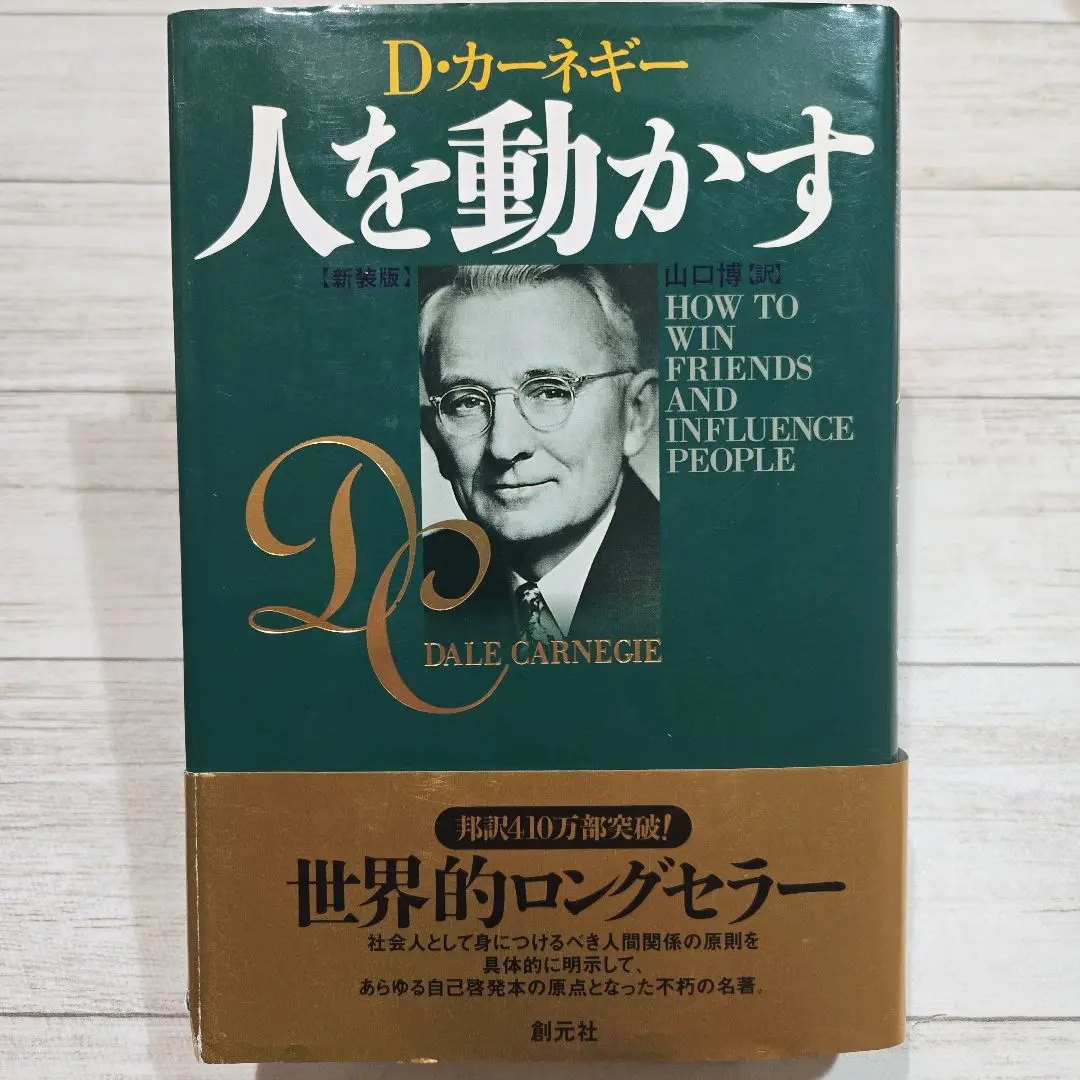 D・カーネギー
人を動かす
【新装版】
山口博【訳】
HOW TO
WIN
FRIENDS
AND
INFLUENCE
PEOPLE
DC
DALE CARNEGIE
邦訳410万部突破!
世界的ロングセラー
社会人として身につけるべき人間関係の原則を
具体的に明示して、
あらゆる自己啓発本の原点となった不朽の名著。
創元社